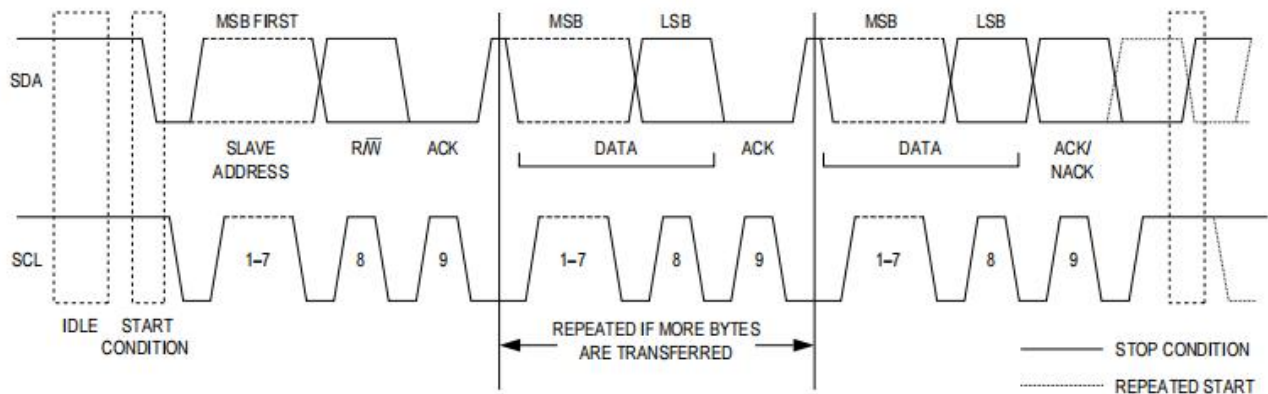 MSB FIRST
MSB
LSB
MSB
LSB
SDA
SLAVE
ADDRESS
R/W̅
ACK
DATA
ACK
DATA
ACK/
NACK
SCL
1–7
8
9
1–7
8
9
1–7
8
9
IDLE
START
CONDITION
REPEATED IF MORE BYTES
ARE TRANSFERRED
STOP CONDITION
REPEATED START